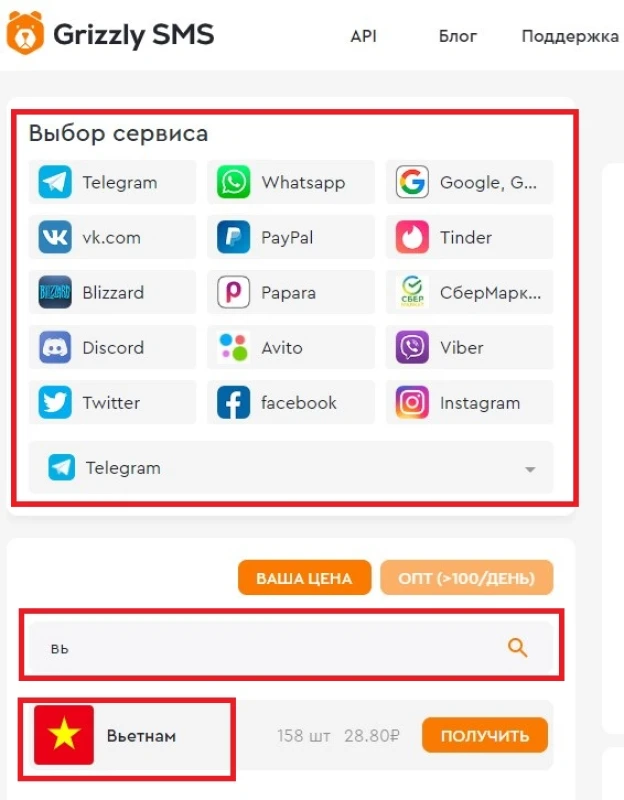 Grizzly SMS API Блог Поддержка
Выбор сервиса
Telegram Whatsapp Google, G...
vk.com PayPal Tinder
Blizzard Papara СберМарк...
Discord Avito Viber
Twitter facebook Instagram
Telegram
ВАША ЦЕНА ОПТ (>100/ДЕНЬ)
вь
Вьетнам 158 шт 28.80₽ ПОЛУЧИТЬ